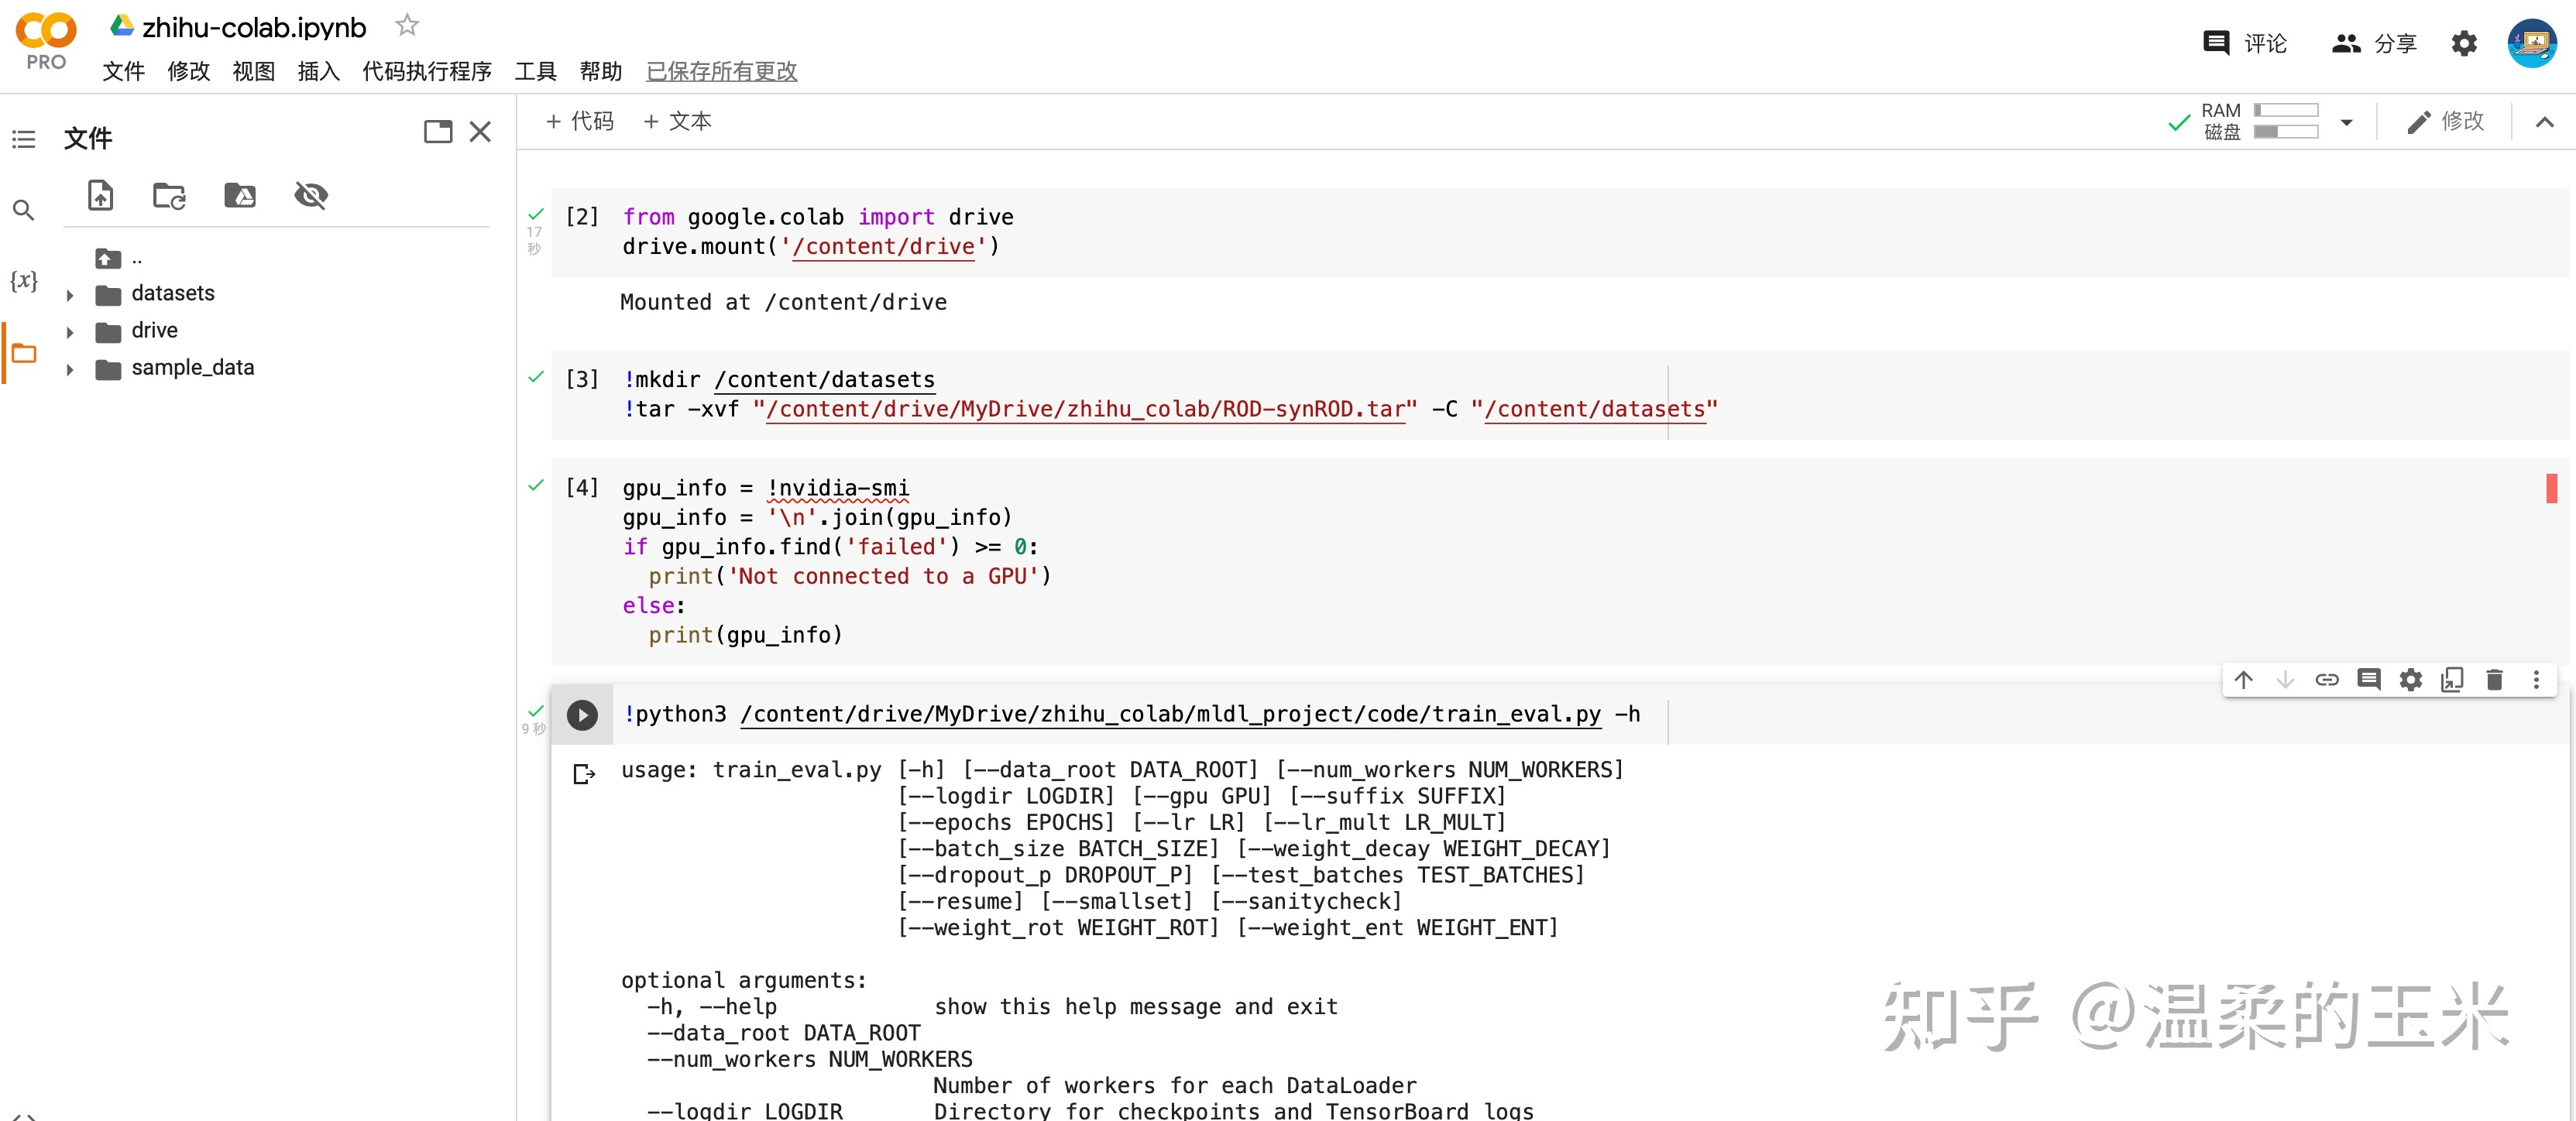 PRO
zhihu-colab.ipynb
文件 修改 视图 插入 代码执行程序 工具 帮助 已保存所有更改
评论 分享
文件
..
datasets
drive
sample_data
+ 代码 + 文本
RAM
磁盘
修改
{x}
17
秒
[2] from google.colab import drive
drive.mount('/content/drive')
Mounted at /content/drive
[3] !mkdir /content/datasets
!tar -xvf "/content/drive/MyDrive/zhihu_colab/ROD-synROD.tar" -C "/content/datasets"
[4] gpu_info = !nvidia-smi
gpu_info = '\n'.join(gpu_info)
if gpu_info.find('failed') >= 0:
  print('Not connected to a GPU')
else:
  print(gpu_info)
9 秒
!python3 /content/drive/MyDrive/zhihu_colab/mldl_project/code/train_eval.py -h
usage: train_eval.py [-h] [--data_root DATA_ROOT] [--num_workers NUM_WORKERS]
[--logdir LOGDIR] [--gpu GPU] [--suffix SUFFIX]
[--epochs EPOCHS] [--lr LR] [--lr_mult LR_MULT]
[--batch_size BATCH_SIZE] [--weight_decay WEIGHT_DECAY]
[--dropout_p DROPOUT_P] [--test_batches TEST_BATCHES]
[--resume] [--smallset] [--sanitycheck]
[--weight_rot WEIGHT_ROT] [--weight_ent WEIGHT_ENT]
optional arguments:
-h, --help show this help message and exit
--data_root DATA_ROOT
--num_workers NUM_WORKERS
Number of workers for each DataLoader
--logdir LOGDIR Directory for checkpoints and TensorBoard logs
知乎 @温柔的玉米